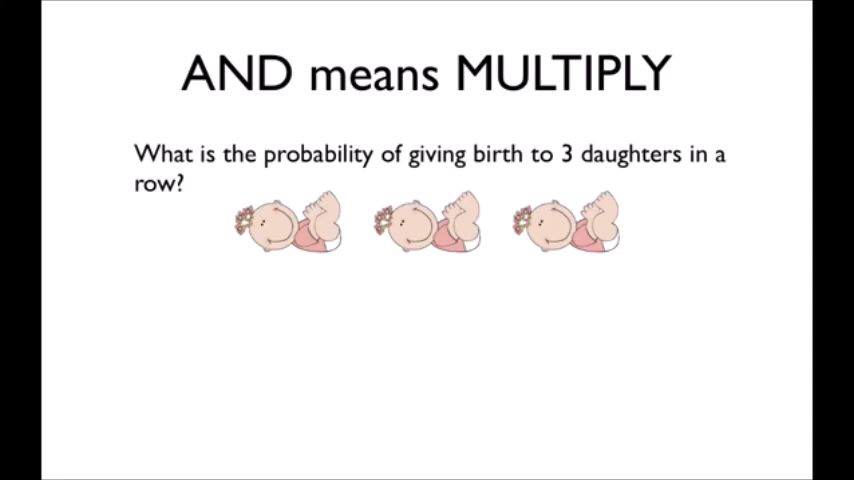 AND means MULTIPLY
What is the probability of giving birth to 3 daughters in a
row?